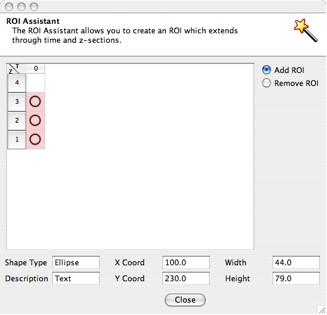 ROI Assistant
The ROI Assistant allows you to create an ROI which extends
through time and z-sections.
T
Z
0
4
3
2
1
Add ROI
Remove ROI
Shape Type Ellipse X Coord 100.0 Width 44.0
Description Text Y Coord 230.0 Height 79.0
Close